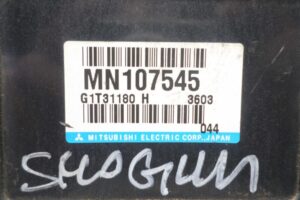 MN107545
G1T31180 H 3603
044
MITSUBISHI ELECTRIC CORP. JAPAN
SHOGUN